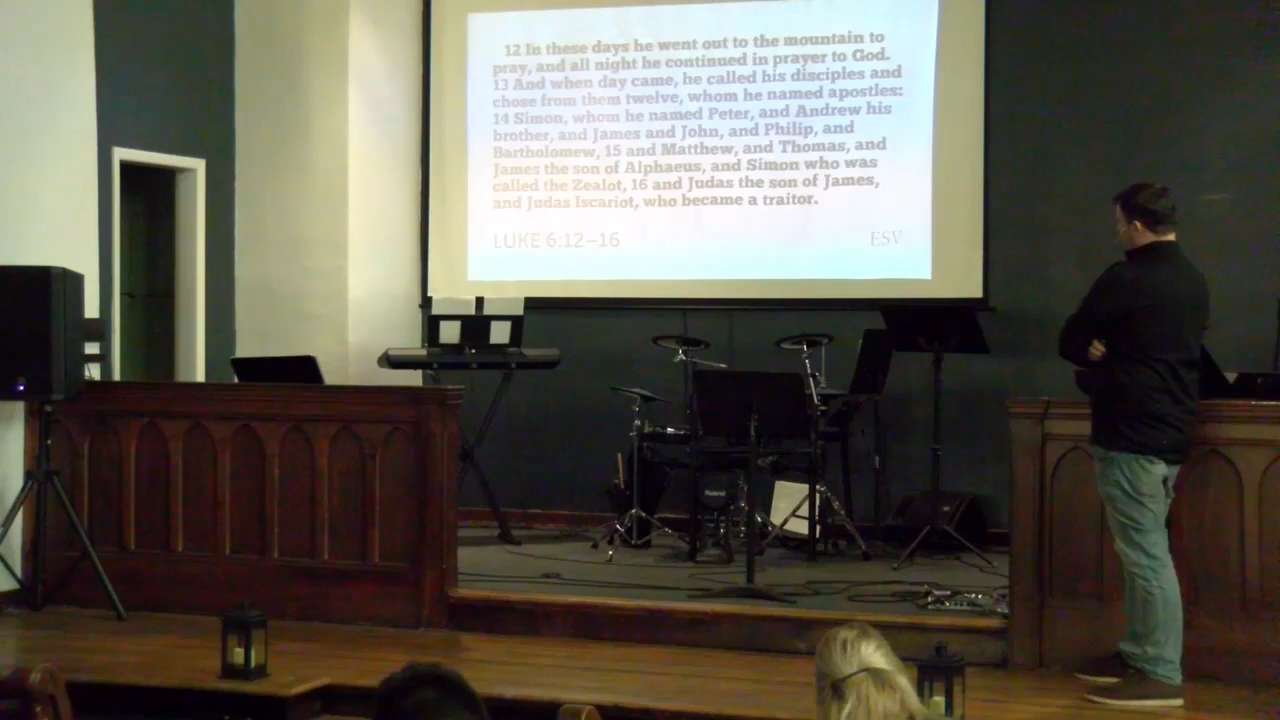 12 In these days he went out to the mountain to
pray, and all night he continued in prayer to God.
13 And when day came, he called his disciples and
chose from them twelve, whom he named apostles:
14 Simon, whom he named Peter, and Andrew his
brother, and James and John, and Philip, and
Bartholomew, 15 and Matthew, and Thomas, and
James the son of Alphaeus, and Simon who was
called the Zealot, 16 and Judas the son of James,
and Judas Iscariot, who became a traitor.
LUKE 6:12–16
ESV
Roland